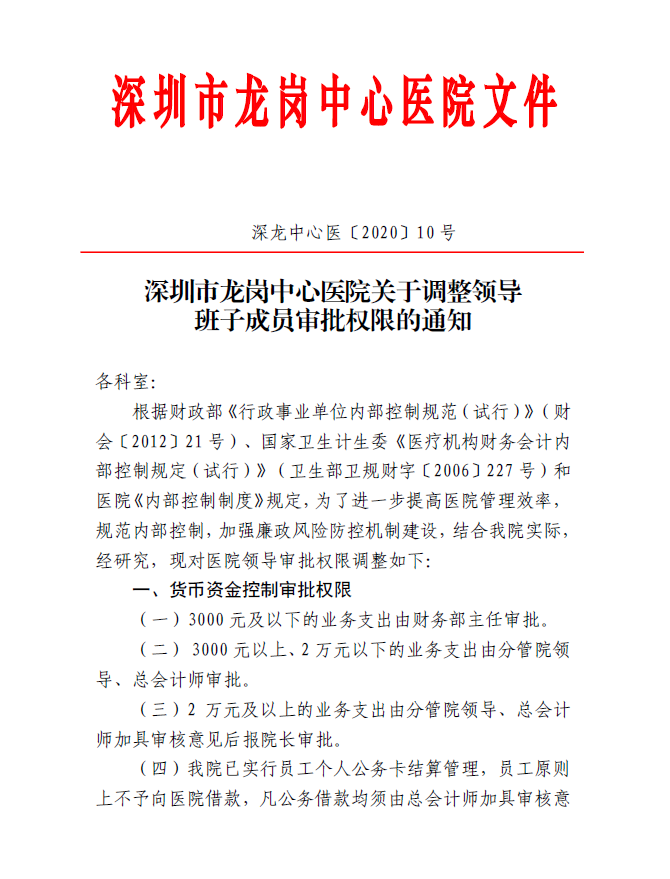 深圳市龙岗中心医院文件
深龙中心医〔2020〕10 号
深圳市龙岗中心医院关于调整领导
班子成员审批权限的通知
各科室：
根据财政部《行政事业单位内部控制规范（试行）》（财
会〔2012〕21 号）、国家卫生计生委《医疗机构财务会计内
部控制规定（试行）》（卫生部卫规财字〔2006〕227 号）和
医院《内部控制制度》规定，为了进一步提高医院管理效率，
规范内部控制，加强廉政风险防控机制建设，结合我院实际，
经研究，现对医院领导审批权限调整如下：
一、货币资金控制审批权限
（一）3000 元及以下的业务支出由财务部主任审批。
（二） 3000 元以上、2 万元以下的业务支出由分管院领
导、总会计师审批。
（三）2 万元及以上的业务支出由分管院领导、总会计
师加具审核意见后报院长审批。
（四）我院已实行员工个人公务卡结算管理，员工原则
上不予向医院借款，凡公务借款均须由总会计师加具审核意